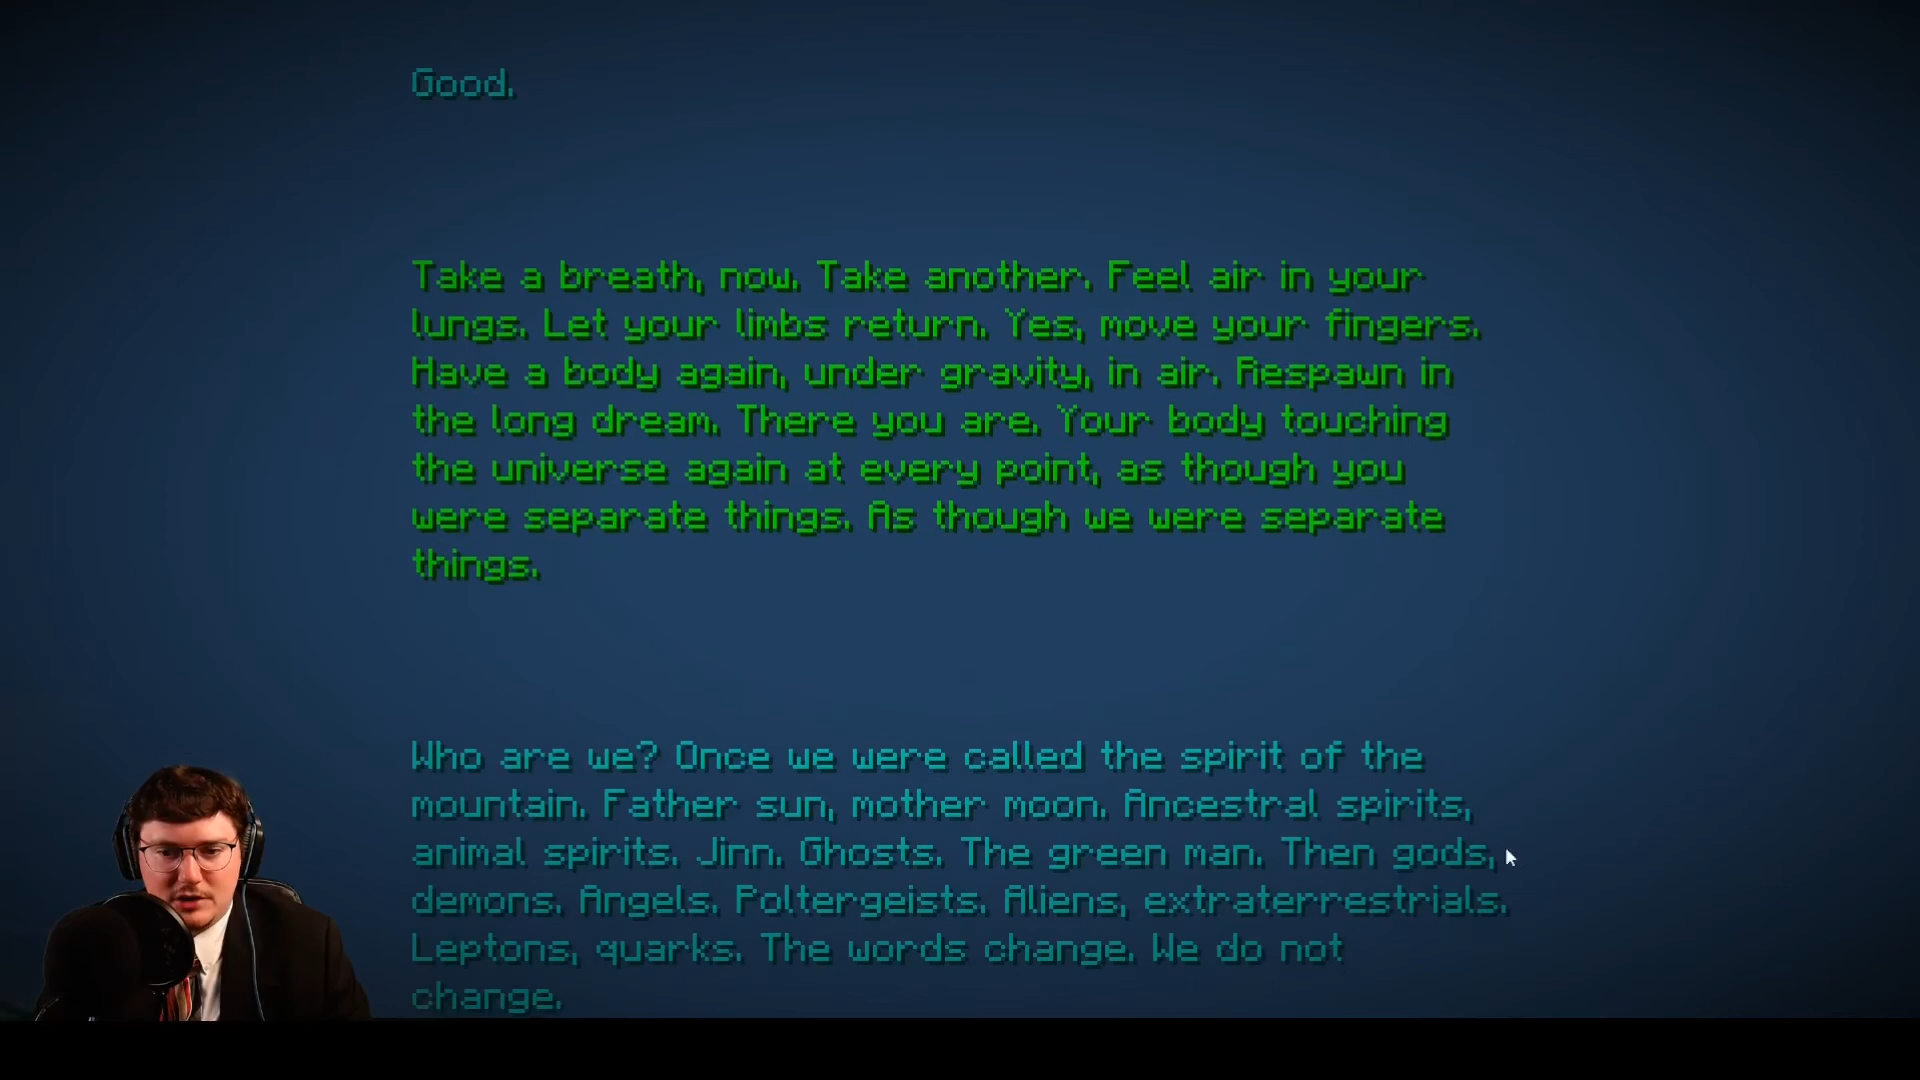 Good.
Take a breath, now. Take another. Feel air in your
lungs. Let your limbs return. Yes, move your fingers.
Have a body again, under gravity, in air. Respawn in
the long dream. There you are. Your body touching
the universe again at every point, as though you
were separate things. As though we were separate
things.
Who are we? Once we were called the spirit of the
mountain. Father sun, mother moon. Ancestral spirits,
animal spirits. Jinn. Ghosts. The green man. Then gods,
demons. Angels. Poltergeists. Aliens, extraterrestrials.
Leptons, quarks. The words change. We do not
change.